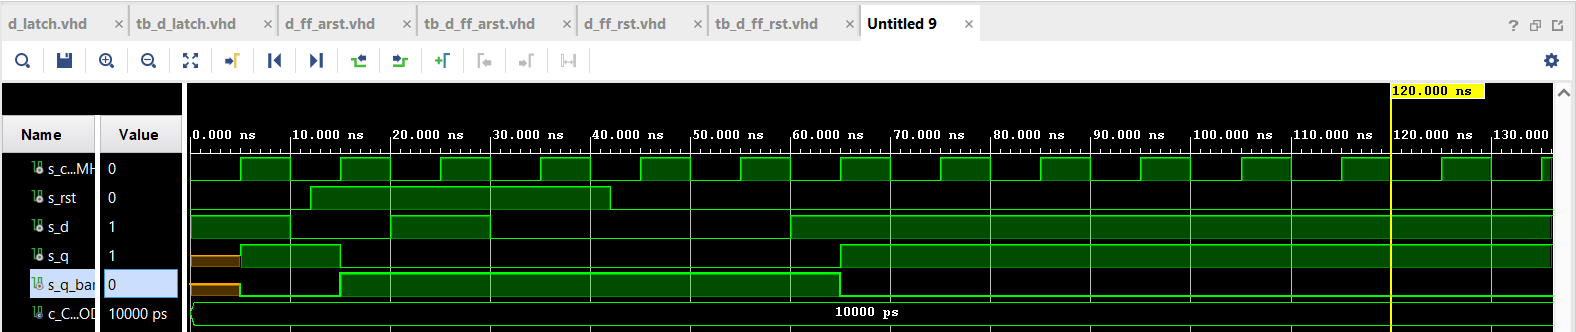 d_latch.vhd × tb_d_latch.vhd × d_ff_arst.vhd × tb_d_ff_arst.vhd × d_ff_rst.vhd × tb_d_ff_rst.vhd × Untitled 9 × ?
120.000 ns
Name Value 0.000 ns 10.000 ns 20.000 ns 30.000 ns 40.000 ns 50.000 ns 60.000 ns 70.000 ns 80.000 ns 90.000 ns 100.000 ns 110.000 ns 120.000 ns 130.000
s_c...MH 0
s_rst 0
s_d 1
s_q 1
s_q_bar 0
c_C...OD 10000 ps 10000 ps